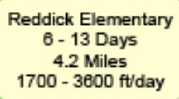 Reddick Elementary
6 - 13 Days
4.2 Miles
1700 - 3600 ft/day